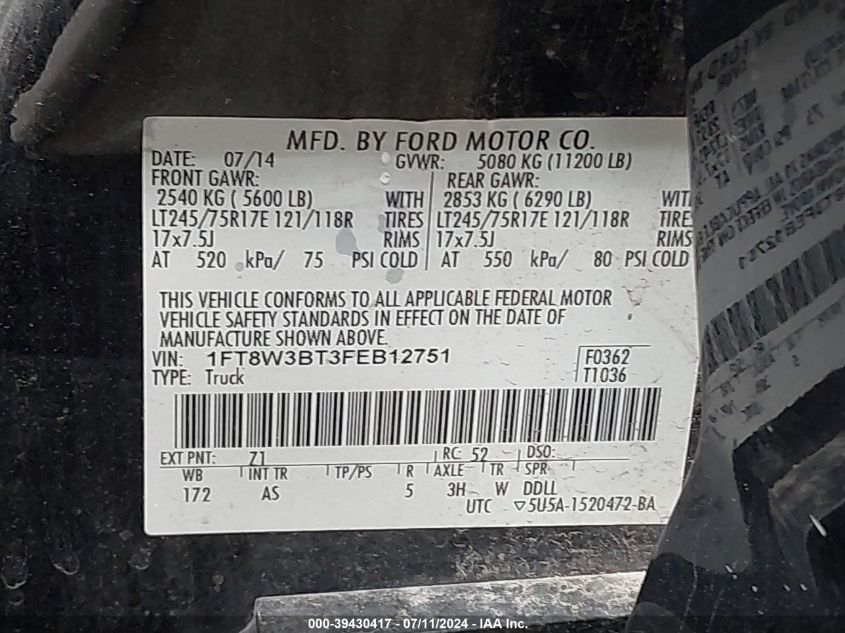 MFD. BY FORD MOTOR CO.
DATE: 07/14 GVWR: 5080 KG (11200 LB)
FRONT GAWR: REAR GAWR:
2540 KG ( 5600 LB) WITH 2853 KG ( 6290 LB) WITH
LT245/75R17E 121/118R TIRES LT245/75R17E 121/118R TIRES
17x7.5J RIMS 17x7.5J RIMS
AT 520 kPa/ 75 PSI COLD AT 550 kPa/ 80 PSI COLD
THIS VEHICLE CONFORMS TO ALL APPLICABLE FEDERAL MOTOR
VEHICLE SAFETY STANDARDS IN EFFECT ON THE DATE OF
MANUFACTURE SHOWN ABOVE.
VIN: 1FT8W3BT3FEB12751 F0362
TYPE: Truck T1036
EXT PNT: Z1 RC: 52 DSO:
WB INT TR TP/PS R AXLE TR SPR
172 AS 5 3H W DDLL
UTC ▽5U5A-1520472-BA
000-39430417 - 07/11/2024 - IAA Inc.